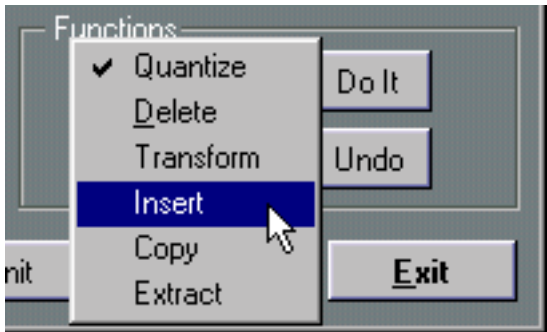 Functions
Quantize
Do It
Delete
Transform
Undo
Insert
Copy
Exit
Extract